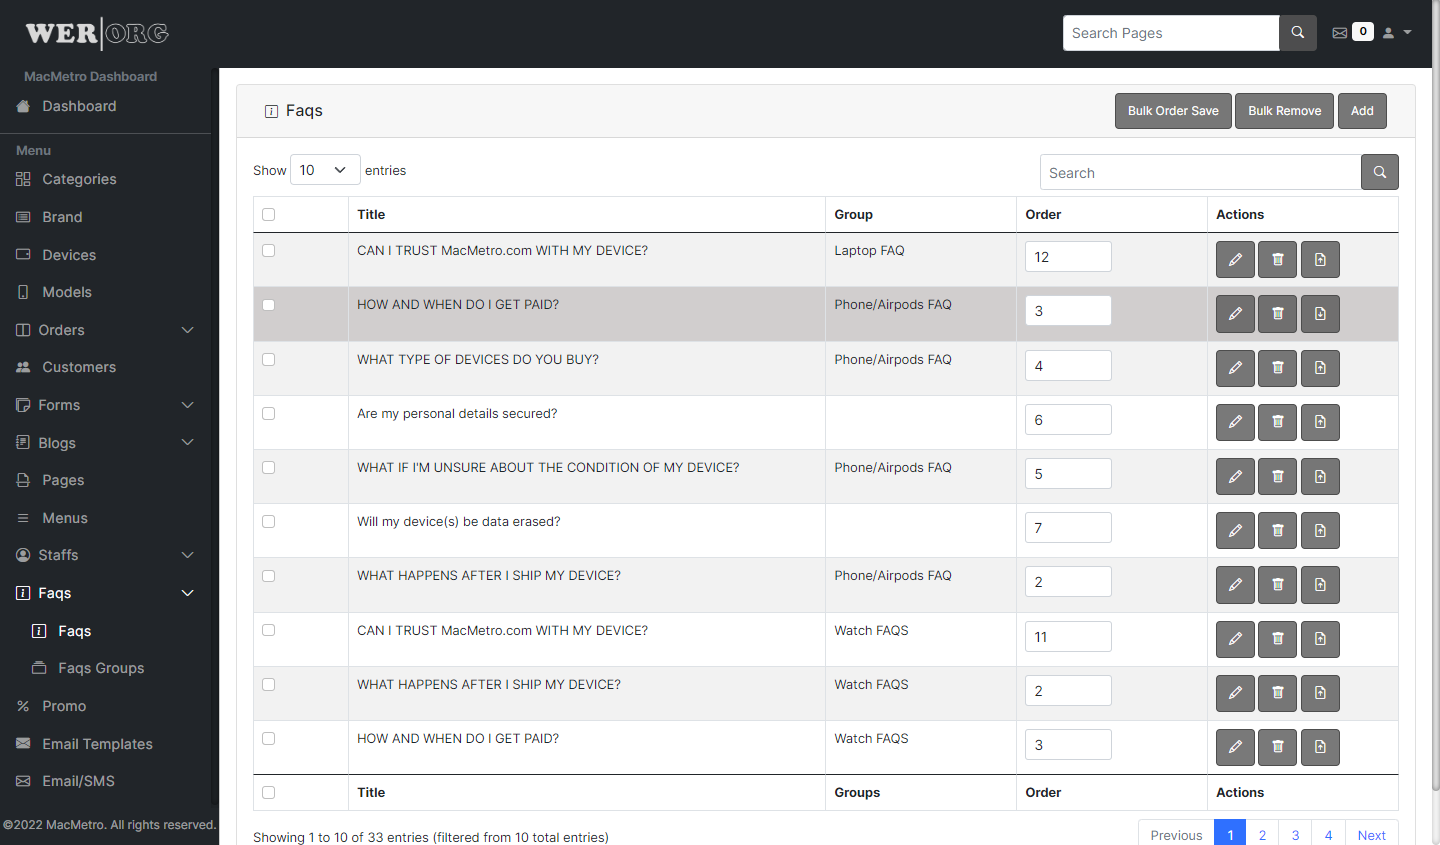 WER|ORG
Search Pages
0
MacMetro Dashboard
Dashboard
Menu
Categories
Brand
Devices
Models
Orders
Customers
Forms
Blogs
Pages
Menus
Staffs
Faqs
Faqs
Faqs Groups
Promo
Email Templates
Email/SMS
©2022 MacMetro. All rights reserved.
Faqs
Bulk Order Save Bulk Remove Add
Show 10 entries
Search
Title Group Order Actions
CAN I TRUST MacMetro.com WITH MY DEVICE? Laptop FAQ 12
HOW AND WHEN DO I GET PAID? Phone/Airpods FAQ 3
WHAT TYPE OF DEVICES DO YOU BUY? Phone/Airpods FAQ 4
Are my personal details secured? 6
WHAT IF I'M UNSURE ABOUT THE CONDITION OF MY DEVICE? Phone/Airpods FAQ 5
Will my device(s) be data erased? 7
WHAT HAPPENS AFTER I SHIP MY DEVICE? Phone/Airpods FAQ 2
CAN I TRUST MacMetro.com WITH MY DEVICE? Watch FAQS 11
WHAT HAPPENS AFTER I SHIP MY DEVICE? Watch FAQS 2
HOW AND WHEN DO I GET PAID? Watch FAQS 3
Title Groups Order Actions
Showing 1 to 10 of 33 entries (filtered from 10 total entries)
Previous 1 2 3 4 Next